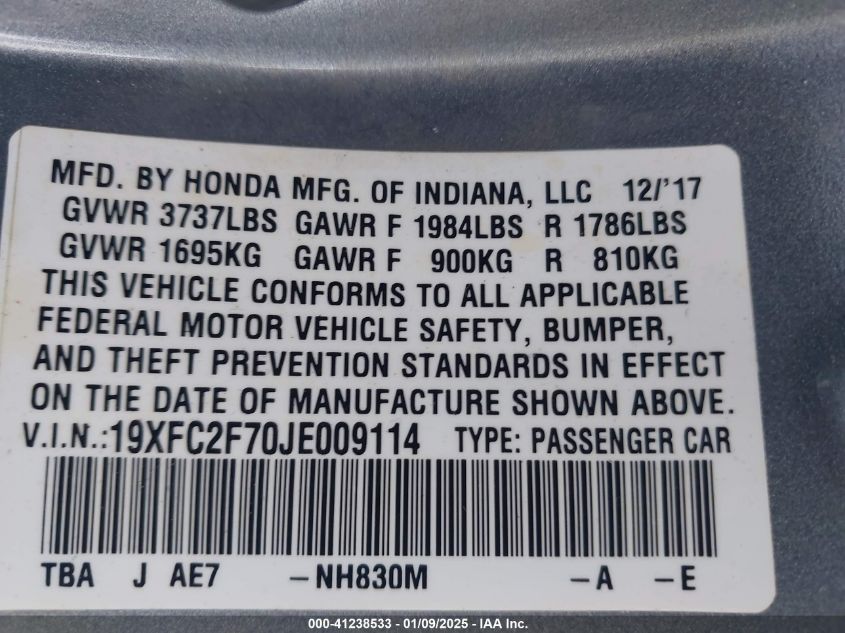 MFD. BY HONDA MFG. OF INDIANA, LLC 12/'17
GVWR 3737LBS GAWR F 1984LBS R 1786LBS
GVWR 1695KG GAWR F 900KG R 810KG
THIS VEHICLE CONFORMS TO ALL APPLICABLE
FEDERAL MOTOR VEHICLE SAFETY, BUMPER,
AND THEFT PREVENTION STANDARDS IN EFFECT
ON THE DATE OF MANUFACTURE SHOWN ABOVE.
V.I.N.:19XFC2F70JE009114 TYPE: PASSENGER CAR
TBA J AE7 -NH830M -A -E
000-41238533 - 01/09/2025 - IAA Inc.